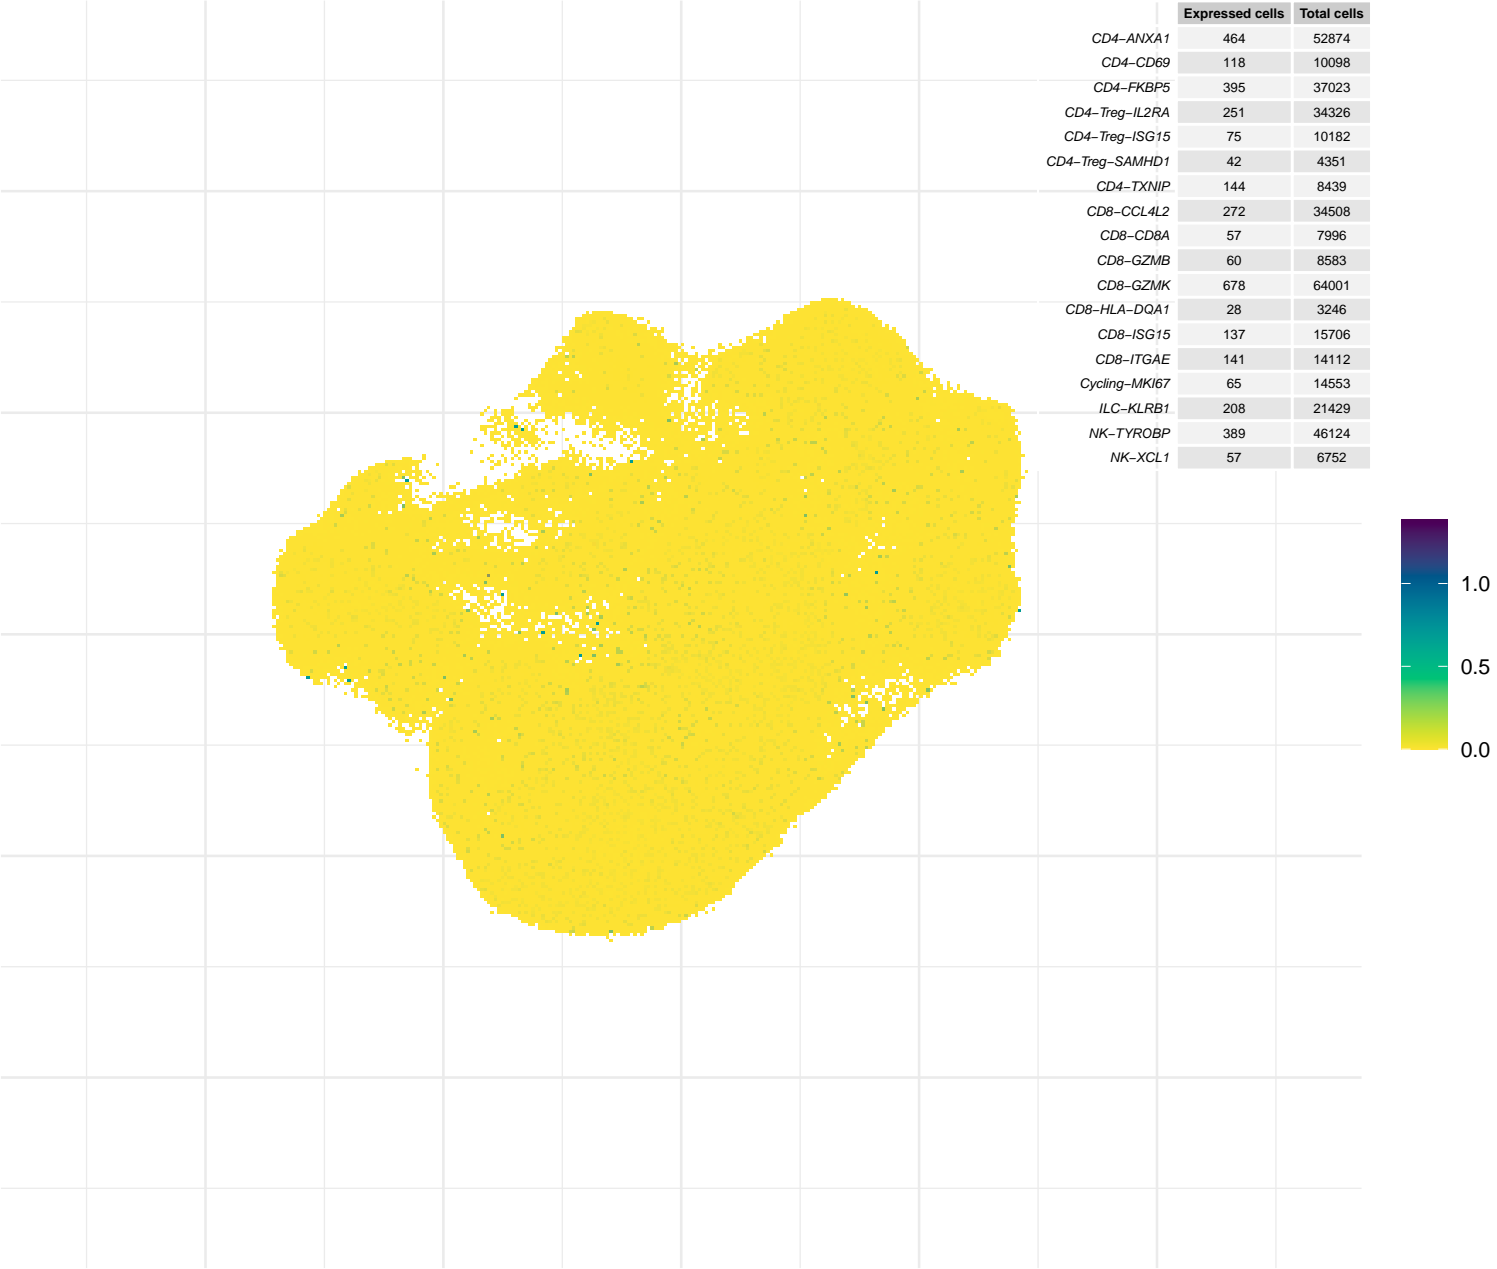 Expressed cells Total cells
CD4−ANXA1 464 52874
CD4−CD69 118 10098
CD4−FKBP5 395 37023
CD4−Treg−IL2RA 251 34326
CD4−Treg−ISG15 75 10182
CD4−Treg−SAMHD1 42 4351
CD4−TXNIP 144 8439
CD8−CCL4L2 272 34508
CD8−CD8A 57 7996
CD8−GZMB 60 8583
CD8−GZMK 678 64001
CD8−HLA−DQA1 28 3246
CD8−ISG15 137 15706
CD8−ITGAE 141 14112
Cycling−MKI67 65 14553
ILC−KLRB1 208 21429
NK−TYROBP 389 46124
NK−XCL1 57 6752
1.0
0.5
0.0